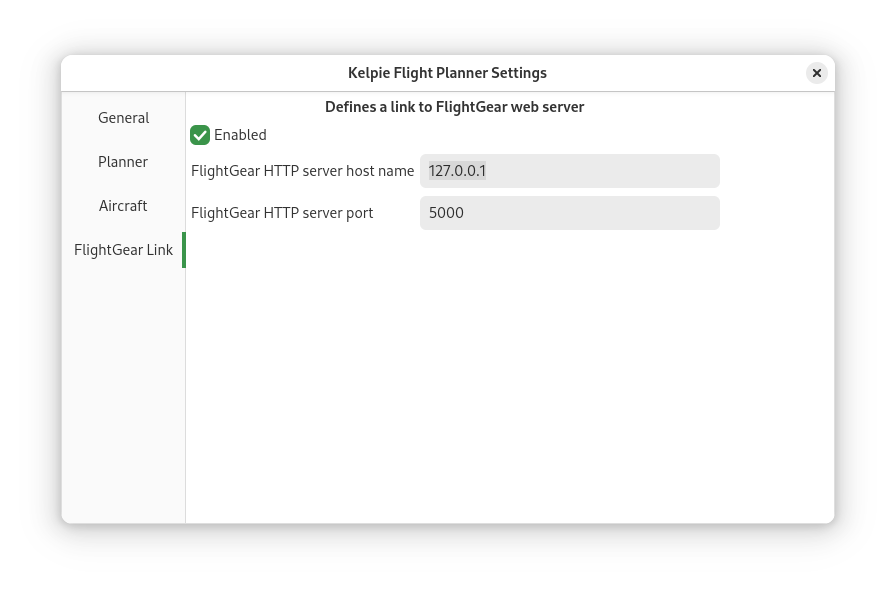 Kelpie Flight Planner Settings
General
Planner
Aircraft
FlightGear Link
Defines a link to FlightGear web server
Enabled
FlightGear HTTP server host name 127.0.0.1
FlightGear HTTP server port 5000